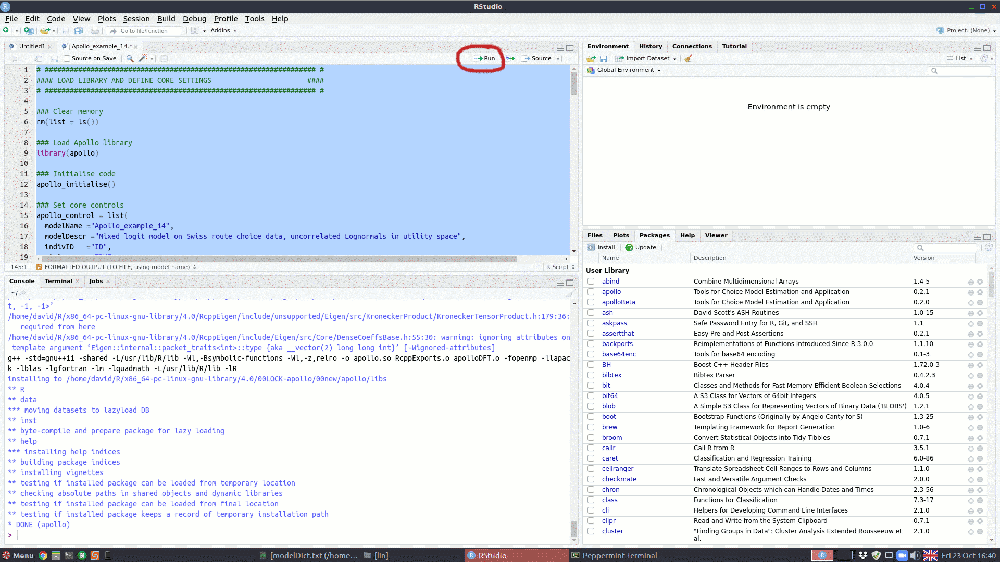 RStudio
File Edit Code View Plots Session Build Debug Profile Tools Help
Go to file/function Addins Project: (None)
Untitled1 Apollo_example_14.r
Source on Save Run Source
1 # ################################################################# #
2 #### LOAD LIBRARY AND DEFINE CORE SETTINGS ####
3 # ################################################################# #
4
5 ### Clear memory
6 rm(list = ls())
7
8 ### Load Apollo library
9 library(apollo)
10
11 ### Initialise code
12 apollo_initialise()
13
14 ### Set core controls
15 apollo_control = list(
16 modelName ="Apollo_example_14",
17 modelDescr ="Mixed logit model on Swiss route choice data, uncorrelated Lognormals in utility space",
18 indivID ="ID",
19
145:1 FORMATTED OUTPUT (TO FILE, using model name) R Script
Console Terminal Jobs
~/
t, -1, -1>’
/home/david/R/x86_64-pc-linux-gnu-library/4.0/RcppEigen/include/unsupported/Eigen/src/KroneckerProduct/KroneckerTensorProduct.h:179:36:
required from here
/home/david/R/x86_64-pc-linux-gnu-library/4.0/RcppEigen/include/Eigen/src/Core/DenseCoeffsBase.h:55:30: warning: ignoring attributes on
template argument ‘Eigen::internal::packet_traits<int>::type {aka __vector(2) long long int}’ [-Wignored-attributes]
g++ -std=gnu++11 -shared -L/usr/lib/R/lib -Wl,-Bsymbolic-functions -Wl,-z,relro -o apollo.so RcppExports.o apolloDFT.o -fopenmp -llapac
k -lblas -lgfortran -lm -lquadmath -L/usr/lib/R/lib -lR
installing to /home/david/R/x86_64-pc-linux-gnu-library/4.0/00LOCK-apollo/00new/apollo/libs
** R
** data
*** moving datasets to lazyload DB
** inst
** byte-compile and prepare package for lazy loading
** help
*** installing help indices
** building package indices
** installing vignettes
** testing if installed package can be loaded from temporary location
** checking absolute paths in shared objects and dynamic libraries
** testing if installed package can be loaded from final location
** testing if installed package keeps a record of temporary installation path
* DONE (apollo)
>
Environment History Connections Tutorial
Import Dataset List
Global Environment
Environment is empty
Files Plots Packages Help Viewer
Install Update
Name Description Version
User Library
abind Combine Multidimensional Arrays 1.4-5
apollo Tools for Choice Model Estimation and Application 0.2.1
apolloBeta Tools for Choice Model Estimation and Application 0.2.0
ash David Scott's ASH Routines 1.0-15
askpass Safe Password Entry for R, Git, and SSH 1.1
assertthat Easy Pre and Post Assertions 0.2.1
backports Reimplementations of Functions Introduced Since R-3.0.0 1.1.10
base64enc Tools for base64 encoding 0.1-3
BH Boost C++ Header Files 1.72.0-3
bibtex Bibtex Parser 0.4.2.3
bit Classes and Methods for Fast Memory-Efficient Boolean Selections 4.0.4
bit64 A S3 Class for Vectors of 64bit Integers 4.0.5
blob A Simple S3 Class for Representing Vectors of Binary Data ('BLOBS') 1.2.1
boot Bootstrap Functions (Originally by Angelo Canty for S) 1.3-25
brew Templating Framework for Report Generation 1.0-6
broom Convert Statistical Objects into Tidy Tibbles 0.7.1
callr Call R from R 3.5.1
caret Classification and Regression Training 6.0-86
cellranger Translate Spreadsheet Cell Ranges to Rows and Columns 1.1.0
checkmate Fast and Versatile Argument Checks 2.0.0
chron Chronological Objects which can Handle Dates and Times 2.3-56
class Functions for Classification 7.3-17
cli Helpers for Developing Command Line Interfaces 2.1.0
clipr Read and Write from the System Clipboard 0.7.1
cluster "Finding Groups in Data": Cluster Analysis Extended Rousseeuw et 2.1.0
al.
Menu [modelDict.txt (/home... [lin] RStudio Peppermint Terminal Fri 23 Oct 16:40